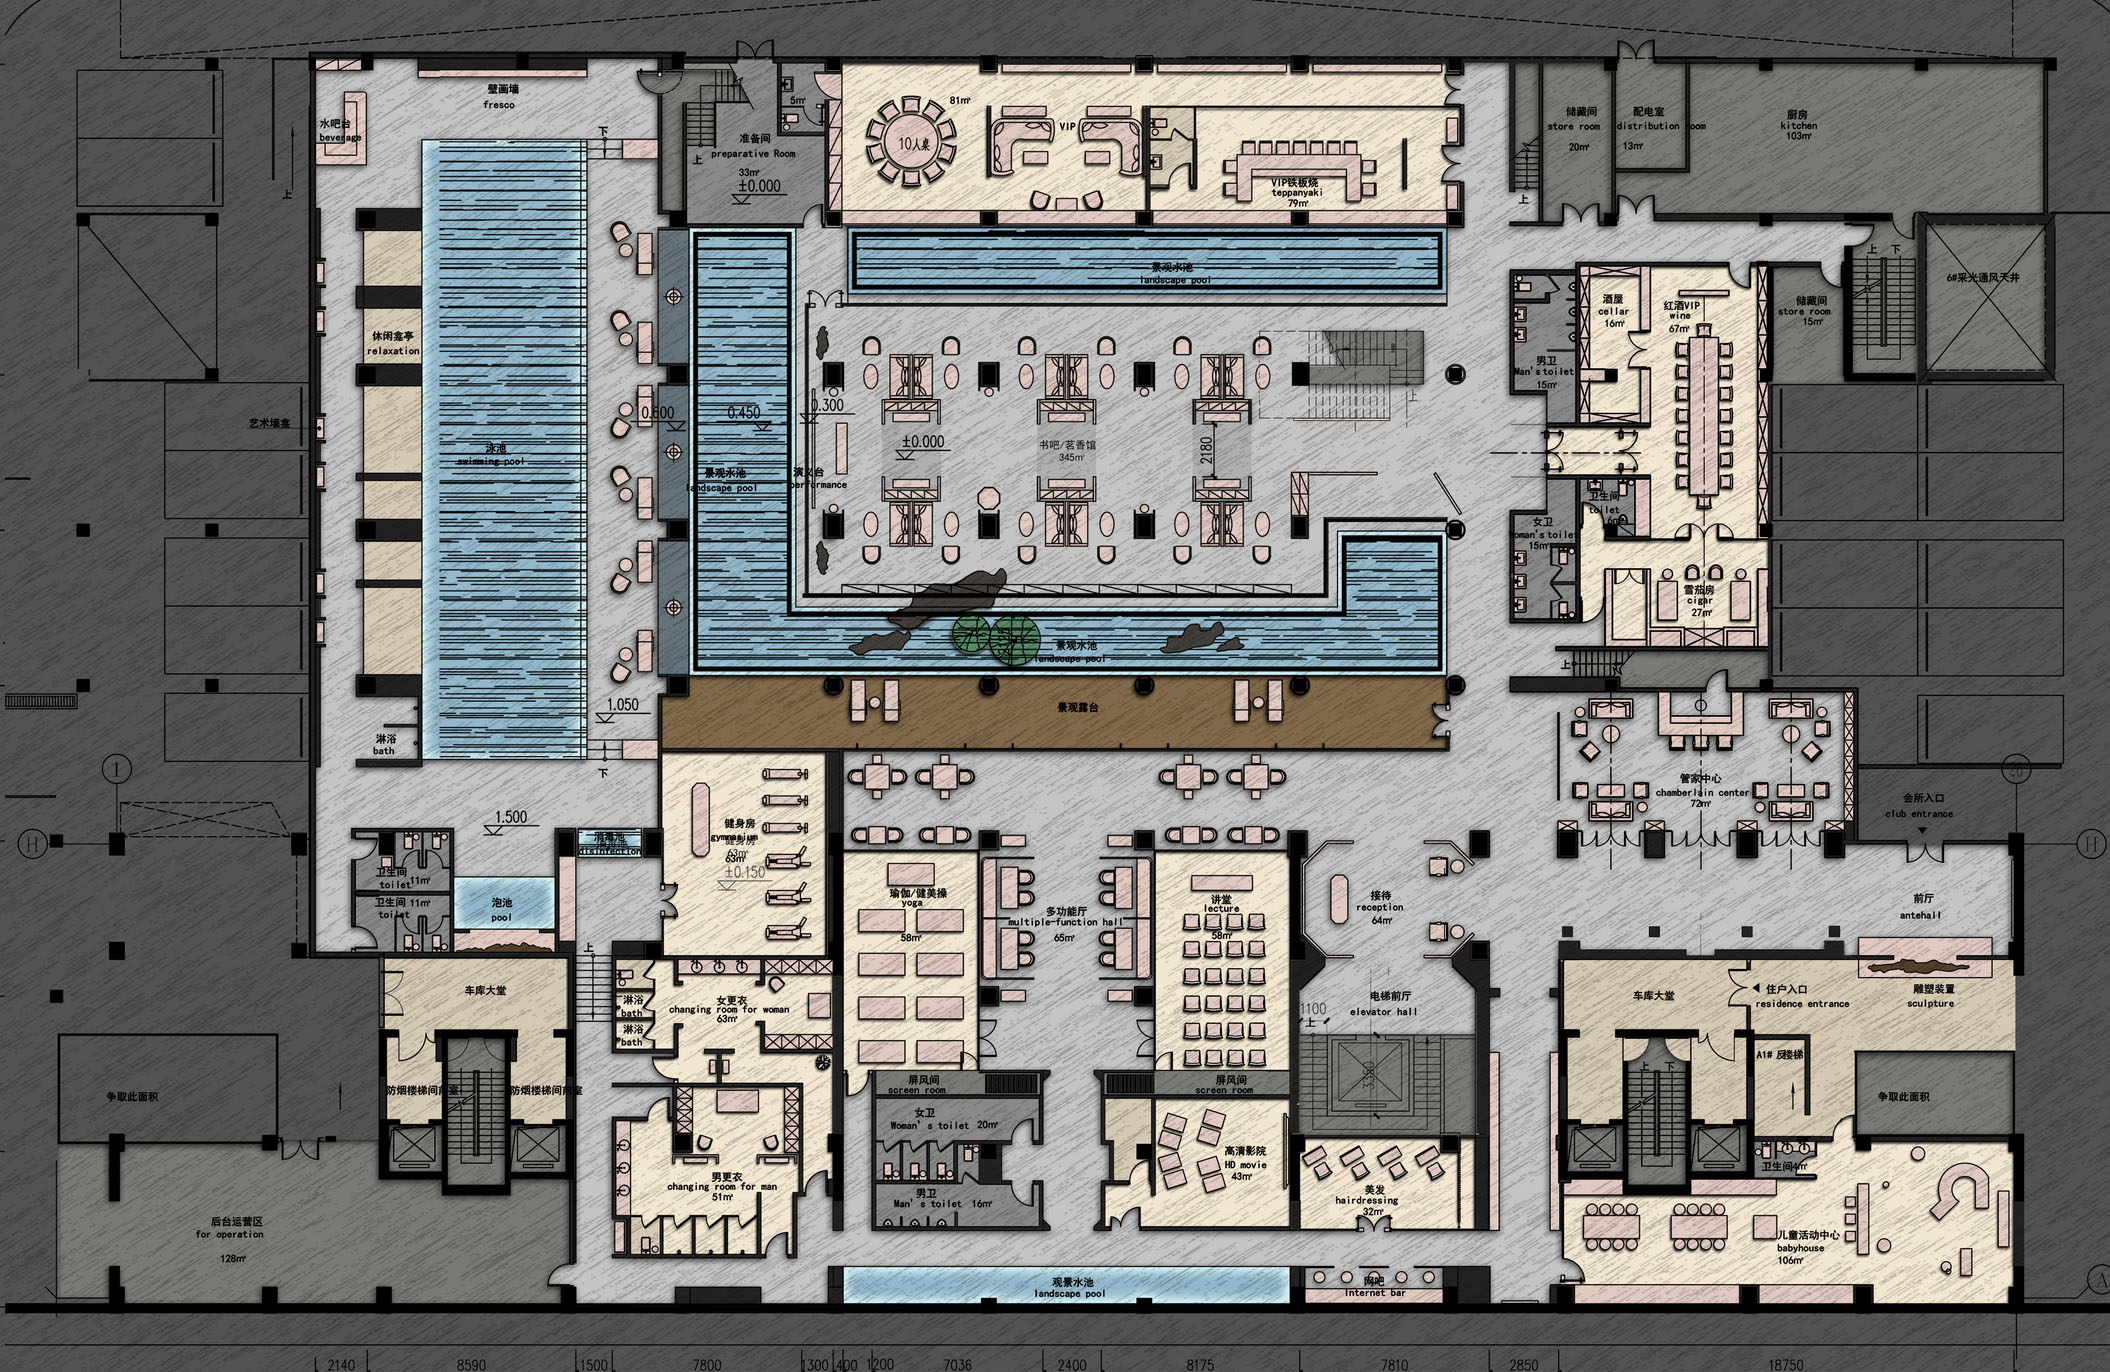 壁画墙
fresco
水吧台
beverage
上
下
准备间
preparative Room
33㎡
±0.000
上
5㎡
81㎡
10人桌
VIP
VIP铁板烧
teppanyaki
79㎡
上
储藏间
store room
20㎡
配电室
distribution room
13㎡
厨房
kitchen
103㎡
景观水池
landscape pool
休闲龛亭
relaxation
艺术墙龛
泳池
swimming pool
0.600
0.450
0.300
±0.000
景观水池
landscape pool
演义台
performance
书吧/茗香馆
345㎡
2180
上
男卫
Man's toilet
15㎡
酒屋
cellar
16㎡
红酒VIP
wine
67㎡
储藏间
store room
15㎡
上 下
6#采光通风天井
卫生间
toilet
6㎡
女卫
Woman's toilet
15㎡
雪茄房
cigar
27㎡
上
景观水池
landscape pool
1.050
下
淋浴
bath
景观露台
管家中心
chamberlain center
72㎡
会所入口
club entrance
1.500
H
H
消毒池
disinfection
健身房
gymnasium
健身房
63㎡
63㎡
±0.150
卫生间
toilet 11㎡
卫生间 11㎡
toilet
泡池
pool
瑜伽/健美操
yoga
58㎡
多功能厅
multiple-function hall
65㎡
讲堂
lecture
58㎡
接待
reception
64㎡
前厅
antehall
上
车库大堂
女更衣
changing room for woman
63㎡
淋浴
bath
淋浴
bath
电梯前厅
elevator hall
1100
上
3350
车库大堂
住户入口
residence entrance
雕塑装置
sculpture
A1# 反楼梯
争取此面积
防烟楼梯间前室
防烟楼梯间前室
屏风间
screen room
屏风间
screen room
上 下
争取此面积
女卫
Woman's toilet 20㎡
男卫
Man's toilet 16㎡
男更衣
changing room for man
51㎡
高清影院
HD movie
43㎡
美发
hairdressing
32㎡
卫生间4㎡
后台运营区
for operation
128㎡
儿童活动中心
babyhouse
106㎡
观景水池
landscape pool
网吧
Internet bar
A
2140 8590 1500 7800 1300 400 1200 7036 2400 8175 7810 2850 18750